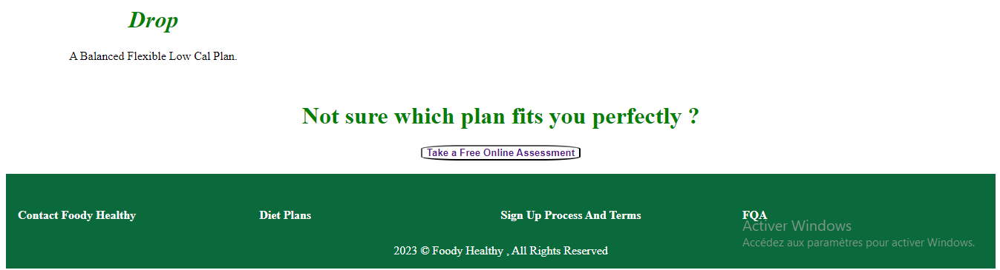 Drop
A Balanced Flexible Low Cal Plan.
Not sure which plan fits you perfectly ?
Take a Free Online Assessment
Contact Foody Healthy
Diet Plans
Sign Up Process And Terms
FQA
Activer Windows
Accédez aux paramètres pour activer Windows.
2023 © Foody Healthy , All Rights Reserved